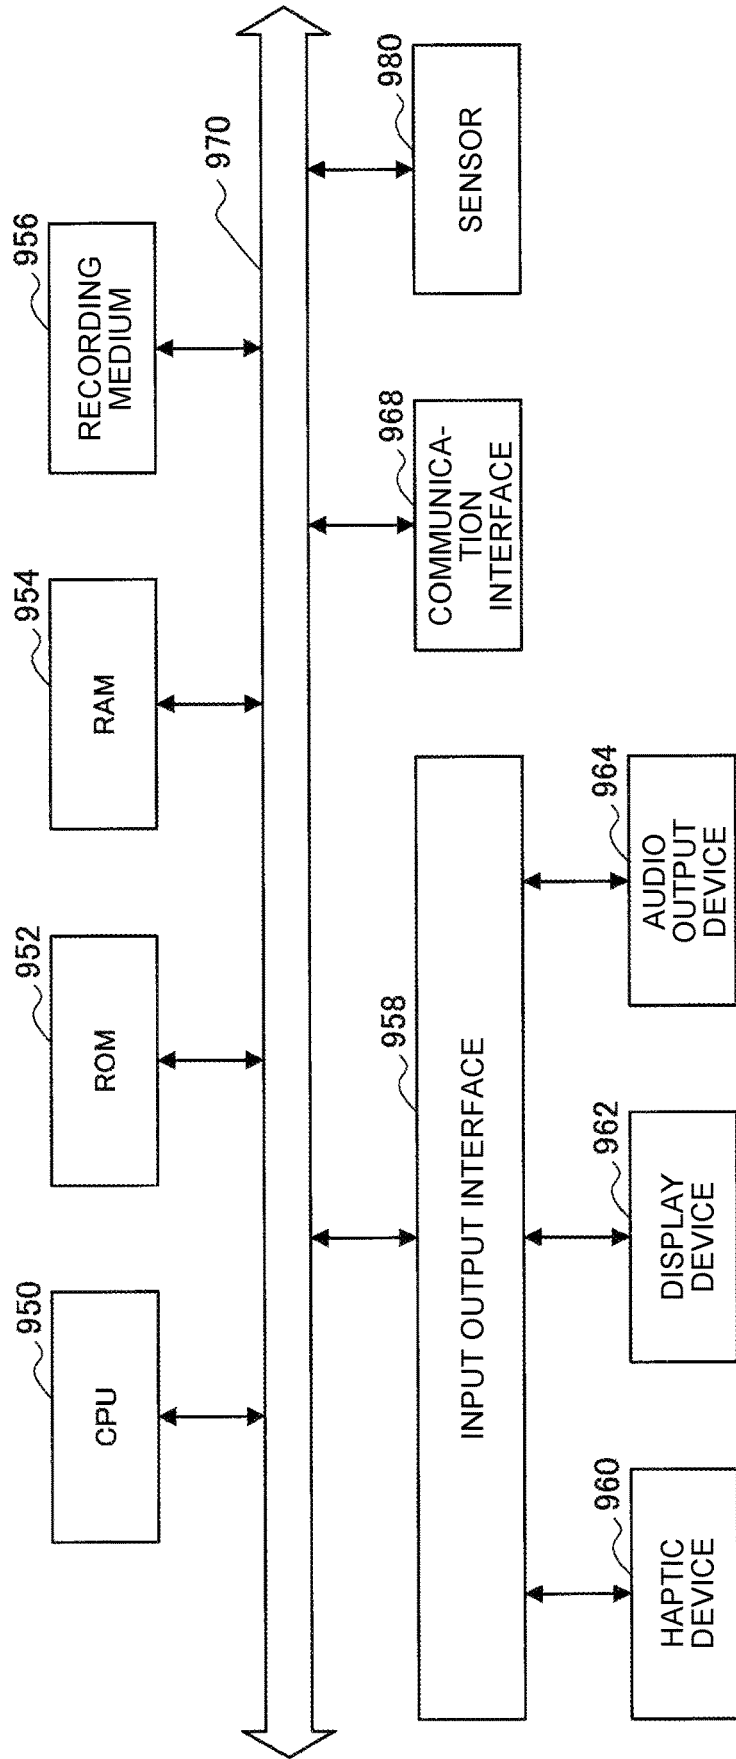 950
CPU
952
ROM
954
RAM
956
RECORDING
MEDIUM
970
958
INPUT OUTPUT INTERFACE
968
COMMUNICA-
TION
INTERFACE
980
SENSOR
960
HAPTIC
DEVICE
962
DISPLAY
DEVICE
964
AUDIO
OUTPUT
DEVICE